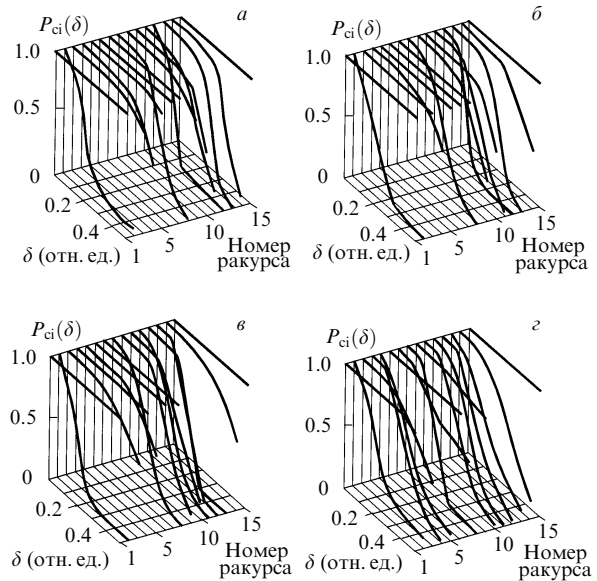 P_ci(δ)
а
1.0
0.5
0
0.2
0.4
δ (отн. ед.)
1
5
10
15
Номер
ракурса
P_ci(δ)
б
1.0
0.5
0
0.2
0.4
δ (отн. ед.)
1
5
10
15
Номер
ракурса
P_ci(δ)
в
1.0
0.5
0
0.2
0.4
δ (отн. ед.)
1
5
10
15
Номер
ракурса
P_ci(δ)
г
1.0
0.5
0
0.2
0.4
δ (отн. ед.)
1
5
10
15
Номер
ракурса